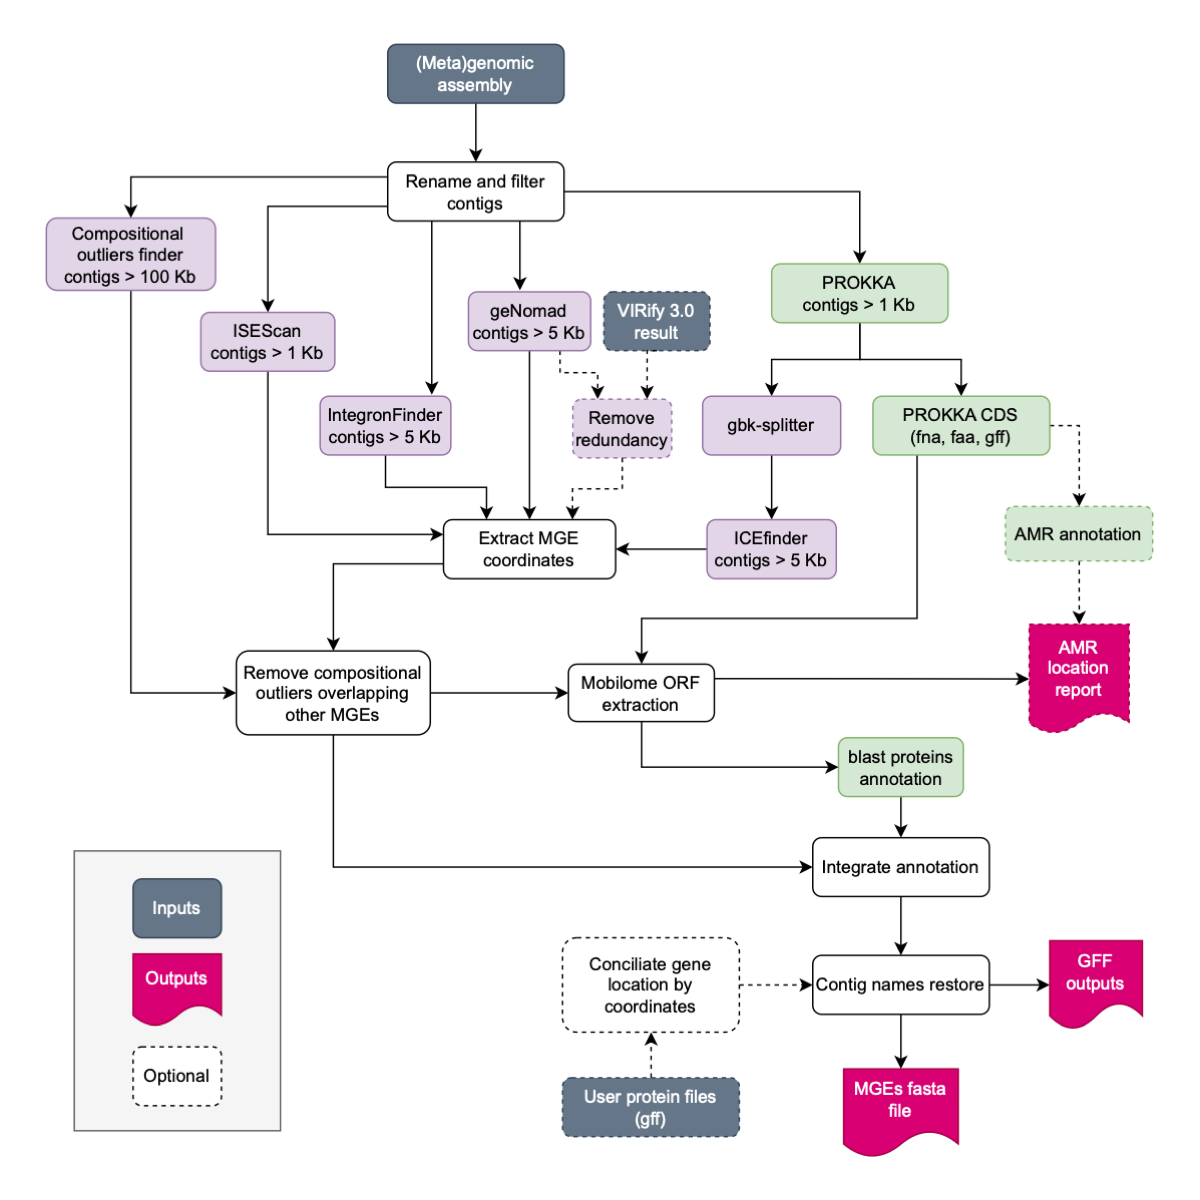 (Meta)genomic
assembly
Rename and filter
contigs
Compositional
outliers finder
contigs > 100 Kb
ISEScan
contigs > 1 Kb
IntegronFinder
contigs > 5 Kb
geNomad
contigs > 5 Kb
VIRify 3.0
result
Remove
redundancy
PROKKA
contigs > 1 Kb
gbk-splitter
PROKKA CDS
(fna, faa, gff)
Extract MGE
coordinates
ICEfinder
contigs > 5 Kb
AMR annotation
AMR
location
report
Remove compositional
outliers overlapping
other MGEs
Mobilome ORF
extraction
blast proteins
annotation
Integrate annotation
Conciliate gene
location by
coordinates
Contig names restore
GFF
outputs
User protein files
(gff)
MGEs fasta
file
Inputs
Outputs
Optional